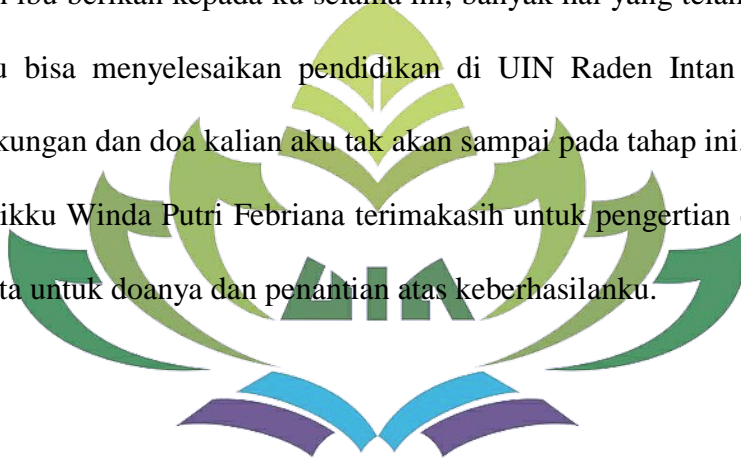 Ibu berikan kepada ku selama ini, banyak hal yang
bisa menyelesaikan pendidikan di UIN Raden Intan
kungan dan doa kalian aku tak akan sampai pada tahap ini.
ikku Winda Putri Febriana terimakasih untuk pengertian
ta untuk doanya dan penantian atas keberhasilanku.
UIN